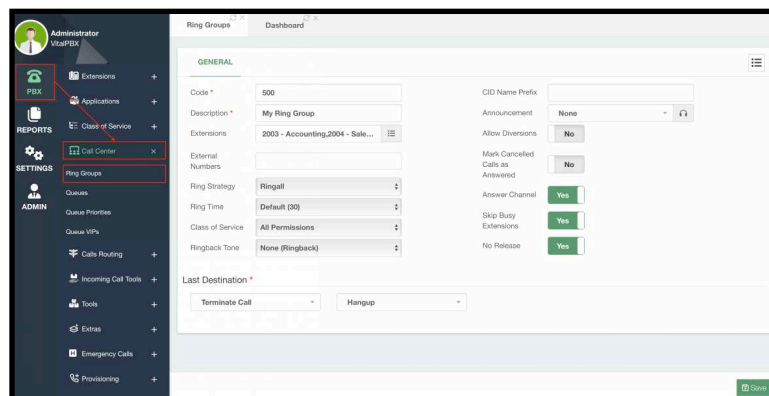 Administrator
VitalPBX
PBX
REPORTS
SETTINGS
ADMIN
Extensions +
Applications +
Class of Service +
Call Center ×
Ring Groups
Queues
Queue Priorities
Queue VIPs
Calls Routing +
Incoming Call Tools +
Tools +
Extras +
Emergency Calls +
Provisioning +
Ring Groups
Dashboard
GENERAL
Code * 500
Description * My Ring Group
Extensions 2003 - Accounting,2004 - Sale...
External
Numbers
Ring Strategy Ringall
Ring Time Default (30)
Class of Service All Permissions
Ringback Tone None (Ringback)
CID Name Prefix
Announcement None
Allow Diversions No
Mark Cancelled
Calls as No
Answered
Answer Channel Yes
Skip Busy
Extensions Yes
No Release Yes
Last Destination *
Terminate Call Hangup
Save